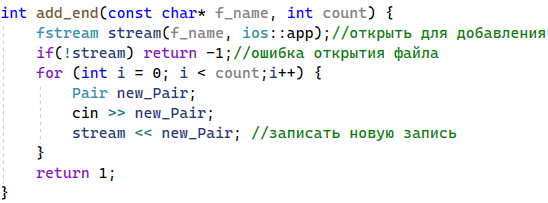 int add_end(const char* f_name, int count) {
    fstream stream(f_name, ios::app);//открыть для добавления
    if(!stream) return -1;//ошибка открытия файла
    for (int i = 0; i < count;i++) {
        Pair new_Pair;
        cin >> new_Pair;
        stream << new_Pair; //записать новую запись
    }
    return 1;
}